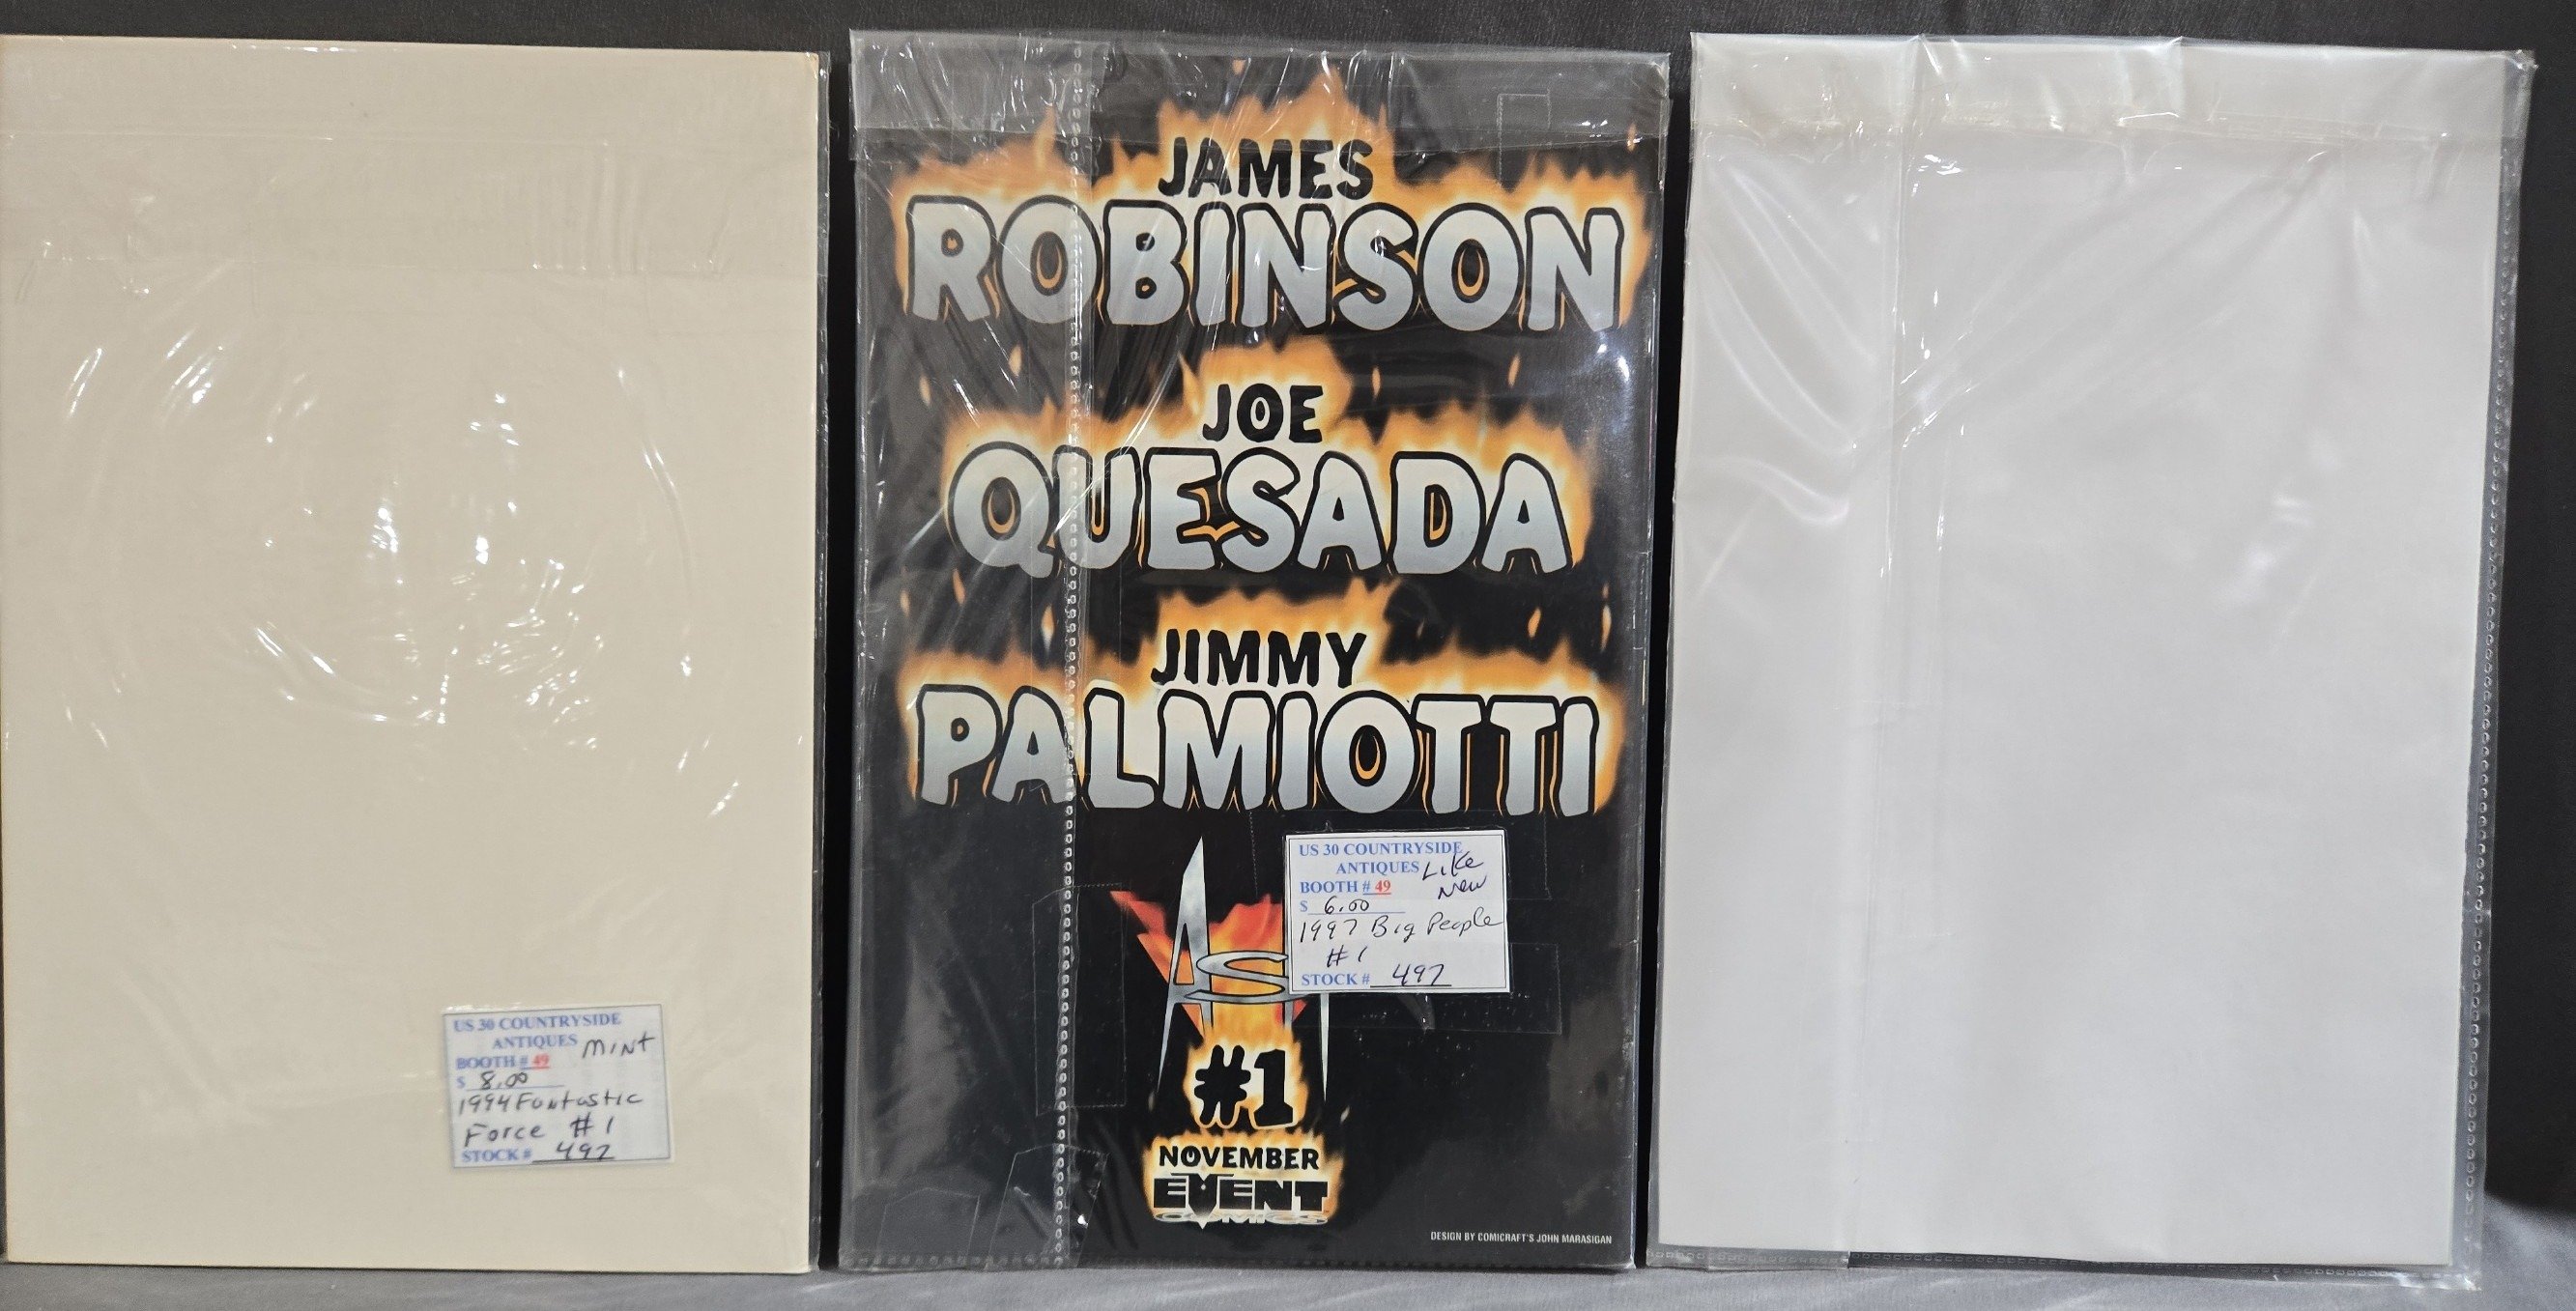 US 30 COUNTRYSIDE
ANTIQUES Mint
BOOTH # 49
$ 8.00
1994 Fantastic
Force #1
STOCK # 497
JAMES
ROBINSON
JOE
QUESADA
JIMMY
PALMIOTTI
ASH
#1
NOVEMBER
EVENT
COMICS
DESIGN BY COMICRAFT'S JOHN MARASIGAN
US 30 COUNTRYSIDE
ANTIQUES Like
BOOTH # 49 New
$ 6.00
1997 Big People
#1
STOCK # 497